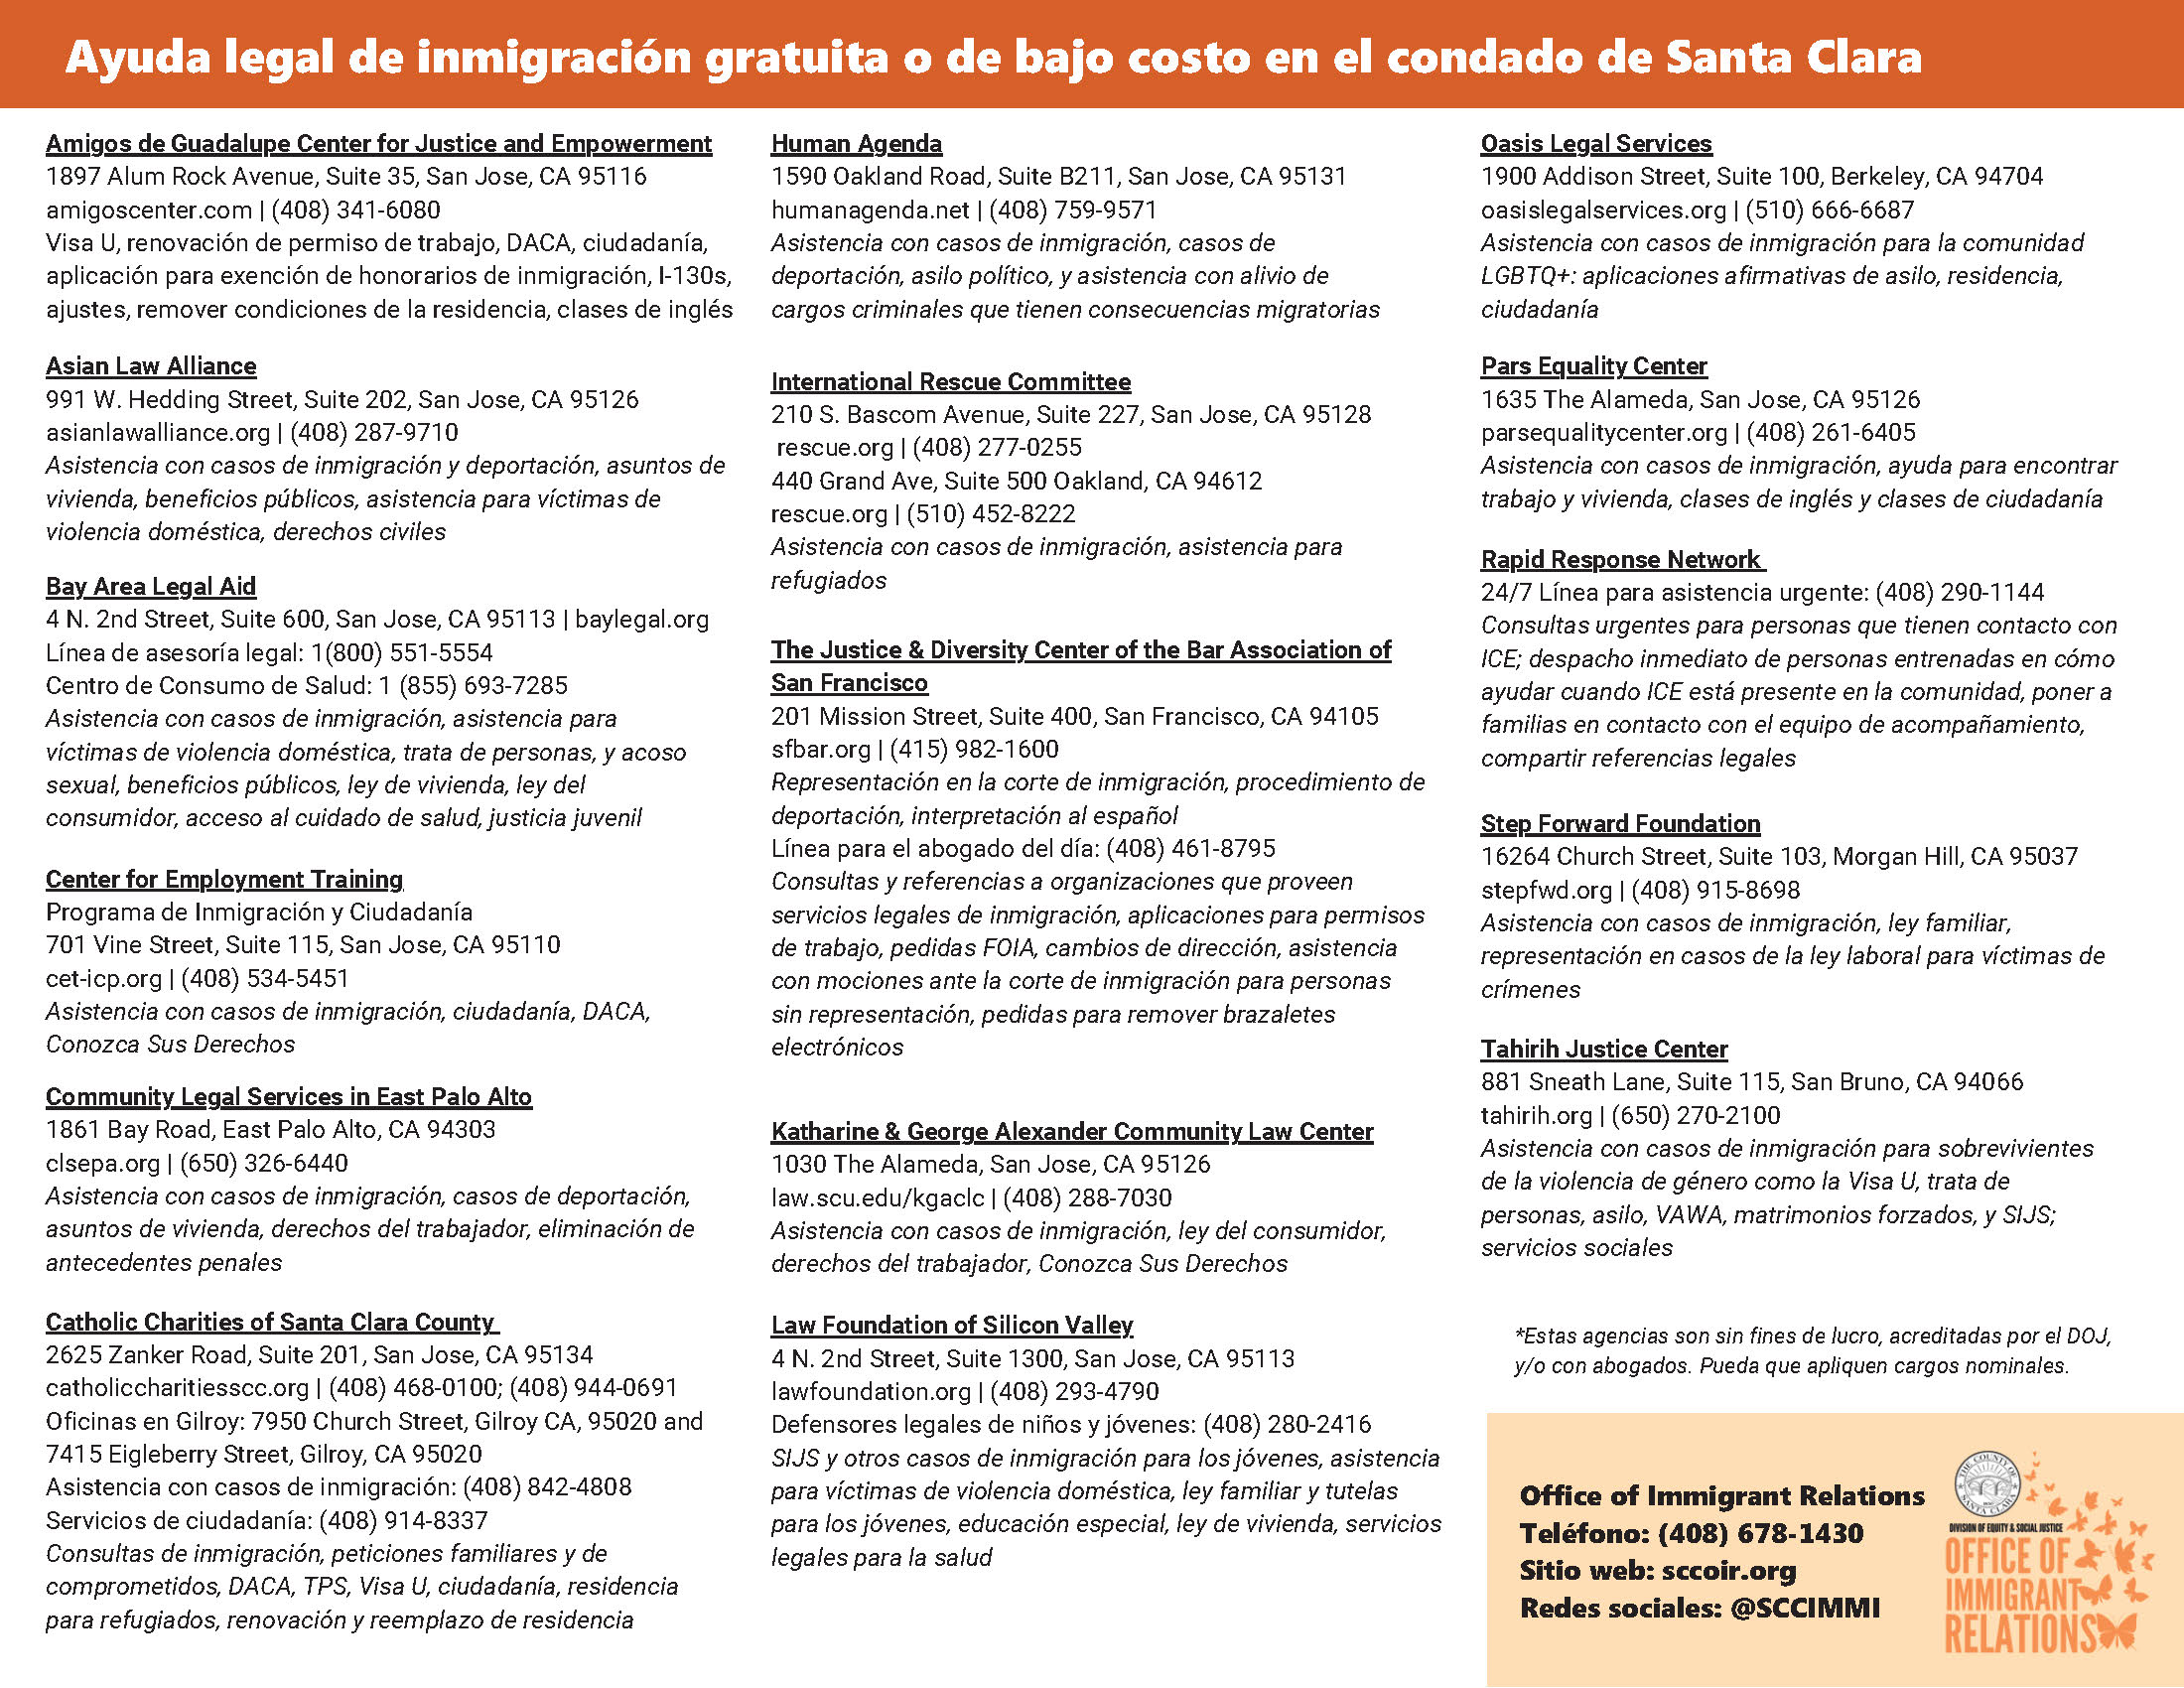 Ayuda legal de inmigración gratuita o de bajo costo en el condado de Santa Clara
Amigos de Guadalupe Center for Justice and Empowerment
1897 Alum Rock Avenue, Suite 35, San Jose, CA 95116
amigoscenter.com | (408) 341-6080
Visa U, renovación de permiso de trabajo, DACA, ciudadanía,
aplicación para exención de honorarios de inmigración, I-130s,
ajustes, remover condiciones de la residencia, clases de inglés
Asian Law Alliance
991 W. Hedding Street, Suite 202, San Jose, CA 95126
asianlawalliance.org | (408) 287-9710
Asistencia con casos de inmigración y deportación, asuntos de
vivienda, beneficios públicos, asistencia para víctimas de
violencia doméstica, derechos civiles
Bay Area Legal Aid
4 N. 2nd Street, Suite 600, San Jose, CA 95113 | baylegal.org
Línea de asesoría legal: 1(800) 551-5554
Centro de Consumo de Salud: 1 (855) 693-7285
Asistencia con casos de inmigración, asistencia para
víctimas de violencia doméstica, trata de personas, y acoso
sexual, beneficios públicos, ley de vivienda, ley del
consumidor, acceso al cuidado de salud, justicia juvenil
Center for Employment Training
Programa de Inmigración y Ciudadanía
701 Vine Street, Suite 115, San Jose, CA 95110
cet-icp.org | (408) 534-5451
Asistencia con casos de inmigración, ciudadanía, DACA,
Conozca Sus Derechos
Community Legal Services in East Palo Alto
1861 Bay Road, East Palo Alto, CA 94303
clsepa.org | (650) 326-6440
Asistencia con casos de inmigración, casos de deportación,
asuntos de vivienda, derechos del trabajador, eliminación de
antecedentes penales
Catholic Charities of Santa Clara County
2625 Zanker Road, Suite 201, San Jose, CA 95134
catholiccharitiesscc.org | (408) 468-0100; (408) 944-0691
Oficinas en Gilroy: 7950 Church Street, Gilroy CA, 95020 and
7415 Eigleberry Street, Gilroy, CA 95020
Asistencia con casos de inmigración: (408) 842-4808
Servicios de ciudadanía: (408) 914-8337
Consultas de inmigración, peticiones familiares y de
comprometidos, DACA, TPS, Visa U, ciudadanía, residencia
para refugiados, renovación y reemplazo de residencia
Human Agenda
1590 Oakland Road, Suite B211, San Jose, CA 95131
humanagenda.net | (408) 759-9571
Asistencia con casos de inmigración, casos de
deportación, asilo político, y asistencia con alivio de
cargos criminales que tienen consecuencias migratorias
International Rescue Committee
210 S. Bascom Avenue, Suite 227, San Jose, CA 95128
rescue.org | (408) 277-0255
440 Grand Ave, Suite 500 Oakland, CA 94612
rescue.org | (510) 452-8222
Asistencia con casos de inmigración, asistencia para
refugiados
The Justice & Diversity Center of the Bar Association of
San Francisco
201 Mission Street, Suite 400, San Francisco, CA 94105
sfbar.org | (415) 982-1600
Representación en la corte de inmigración, procedimiento de
deportación, interpretación al español
Línea para el abogado del día: (408) 461-8795
Consultas y referencias a organizaciones que proveen
servicios legales de inmigración, aplicaciones para permisos
de trabajo, pedidas FOIA, cambios de dirección, asistencia
con mociones ante la corte de inmigración para personas
sin representación, pedidas para remover brazaletes
electrónicos
Katharine & George Alexander Community Law Center
1030 The Alameda, San Jose, CA 95126
law.scu.edu/kgaclc | (408) 288-7030
Asistencia con casos de inmigración, ley del consumidor,
derechos del trabajador, Conozca Sus Derechos
Law Foundation of Silicon Valley
4 N. 2nd Street, Suite 1300, San Jose, CA 95113
lawfoundation.org | (408) 293-4790
Defensores legales de niños y jóvenes: (408) 280-2416
SIJS y otros casos de inmigración para los jóvenes, asistencia
para víctimas de violencia doméstica, ley familiar y tutelas
para los jóvenes, educación especial, ley de vivienda, servicios
legales para la salud
Oasis Legal Services
1900 Addison Street, Suite 100, Berkeley, CA 94704
oasislegalservices.org | (510) 666-6687
Asistencia con casos de inmigración para la comunidad
LGBTQ+: aplicaciones afirmativas de asilo, residencia,
ciudadanía
Pars Equality Center
1635 The Alameda, San Jose, CA 95126
parsequalitycenter.org | (408) 261-6405
Asistencia con casos de inmigración, ayuda para encontrar
trabajo y vivienda, clases de inglés y clases de ciudadanía
Rapid Response Network
24/7 Línea para asistencia urgente: (408) 290-1144
Consultas urgentes para personas que tienen contacto con
ICE; despacho inmediato de personas entrenadas en cómo
ayudar cuando ICE está presente en la comunidad, poner a
familias en contacto con el equipo de acompañamiento,
compartir referencias legales
Step Forward Foundation
16264 Church Street, Suite 103, Morgan Hill, CA 95037
stepfwd.org | (408) 915-8698
Asistencia con casos de inmigración, ley familiar,
representación en casos de la ley laboral para víctimas de
crímenes
Tahirih Justice Center
881 Sneath Lane, Suite 115, San Bruno, CA 94066
tahirih.org | (650) 270-2100
Asistencia con casos de inmigración para sobrevivientes
de la violencia de género como la Visa U, trata de
personas, asilo, VAWA, matrimonios forzados, y SIJS;
servicios sociales
*Estas agencias son sin fines de lucro, acreditadas por el DOJ,
y/o con abogados. Pueda que apliquen cargos nominales.
Office of Immigrant Relations
Teléfono: (408) 678-1430
Sitio web: sccoir.org
Redes sociales: @SCCIMMI
THE COUNTY OF
SANTA CLARA
DIVISION OF EQUITY & SOCIAL JUSTICE
OFFICE OF
IMMIGRANT
RELATIONS